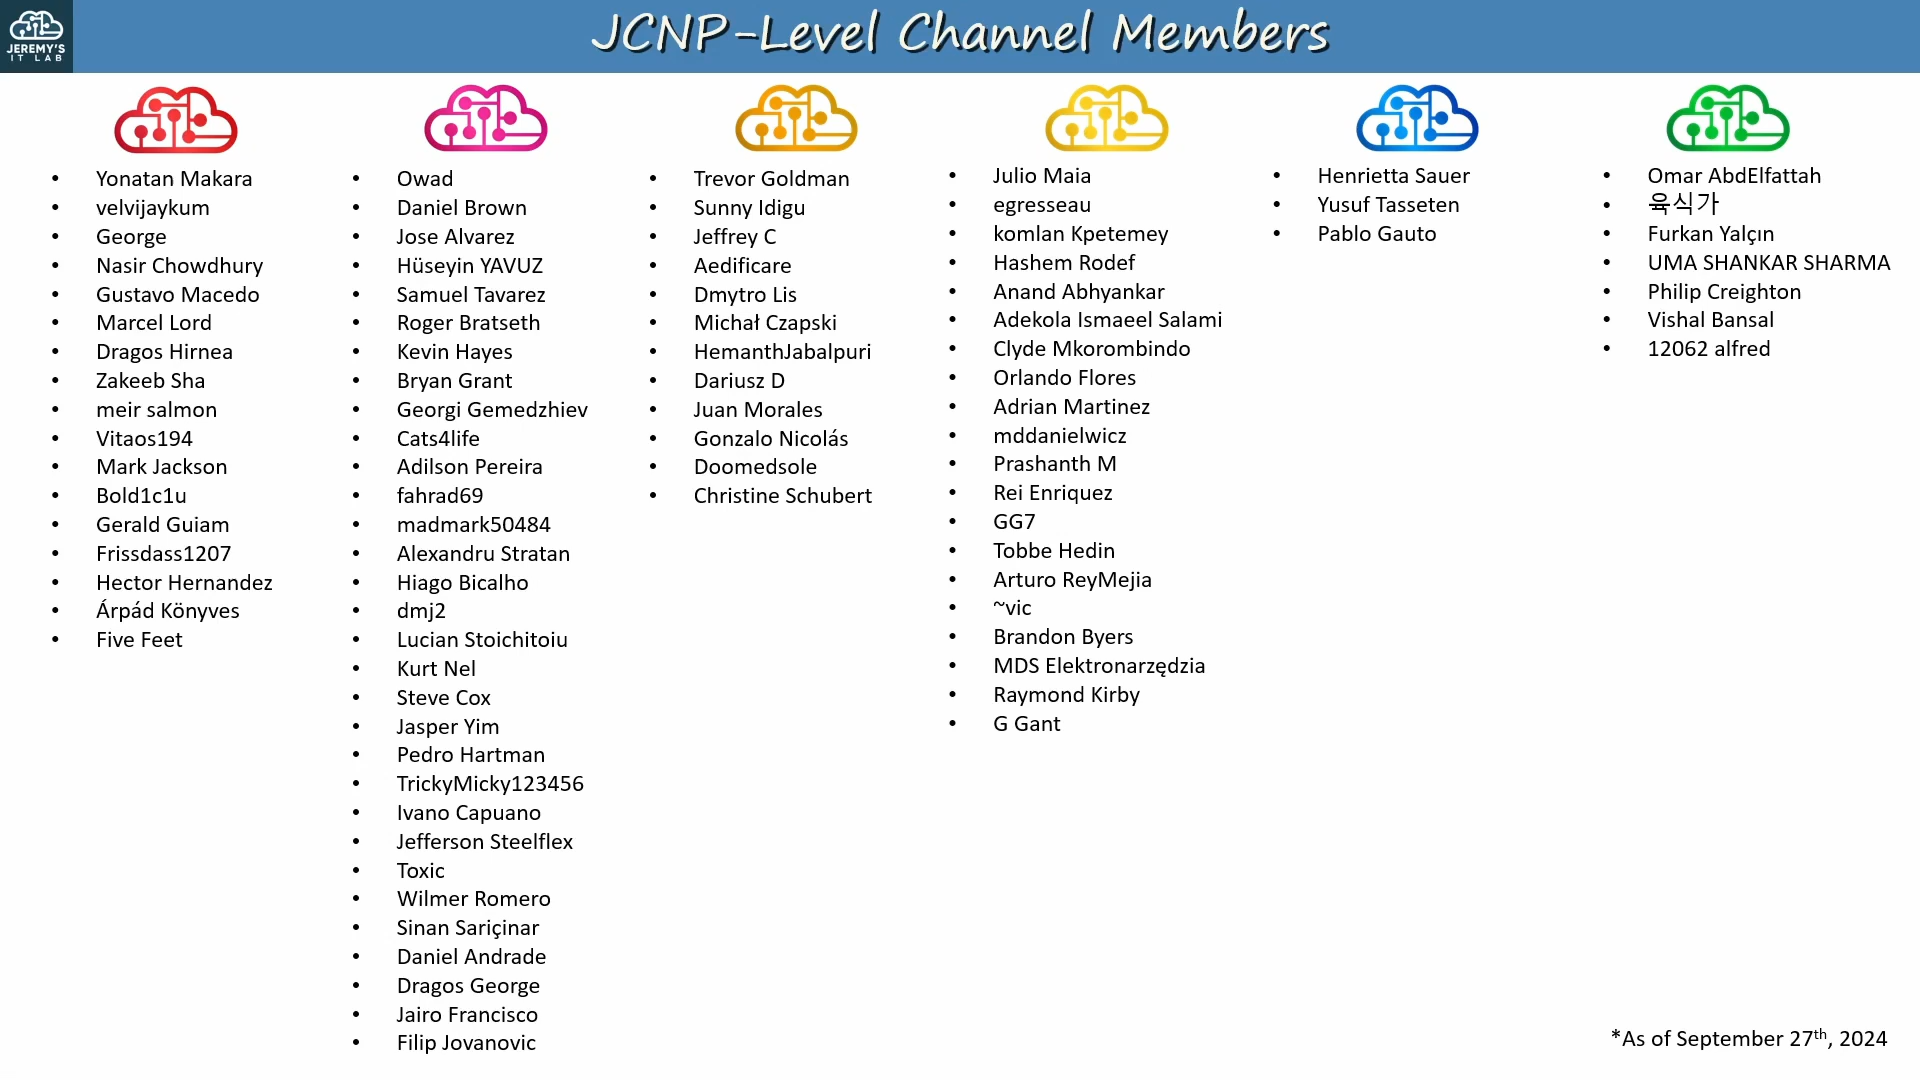 JEREMY'S
IT LAB
JCNP-Level Channel Members
• Yonatan Makara
• velvijaykum
• George
• Nasir Chowdhury
• Gustavo Macedo
• Marcel Lord
• Dragos Hirnea
• Zakeeb Sha
• meir salmon
• Vitaos194
• Mark Jackson
• Bold1c1u
• Gerald Guiam
• Frissdass1207
• Hector Hernandez
• Árpád Könyves
• Five Feet
• Owad
• Daniel Brown
• Jose Alvarez
• Hüseyin YAVUZ
• Samuel Tavarez
• Roger Bratseth
• Kevin Hayes
• Bryan Grant
• Georgi Gemedzhiev
• Cats4life
• Adilson Pereira
• fahrad69
• madmark50484
• Alexandru Stratan
• Hiago Bicalho
• dmj2
• Lucian Stoichitoiu
• Kurt Nel
• Steve Cox
• Jasper Yim
• Pedro Hartman
• TrickyMicky123456
• Ivano Capuano
• Jefferson Steelflex
• Toxic
• Wilmer Romero
• Sinan Sariçinar
• Daniel Andrade
• Dragos George
• Jairo Francisco
• Filip Jovanovic
• Trevor Goldman
• Sunny Idigu
• Jeffrey C
• Aedificare
• Dmytro Lis
• Michał Czapski
• HemanthJabalpuri
• Dariusz D
• Juan Morales
• Gonzalo Nicolás
• Doomedsole
• Christine Schubert
• Julio Maia
• egresseau
• komlan Kpetemey
• Hashem Rodef
• Anand Abhyankar
• Adekola Ismaeel Salami
• Clyde Mkorombindo
• Orlando Flores
• Adrian Martinez
• mddanielwicz
• Prashanth M
• Rei Enriquez
• GG7
• Tobbe Hedin
• Arturo ReyMejia
• ~vic
• Brandon Byers
• MDS Elektronarzędzia
• Raymond Kirby
• G Gant
• Henrietta Sauer
• Yusuf Tasseten
• Pablo Gauto
• Omar AbdElfattah
• 육식가
• Furkan Yalçın
• UMA SHANKAR SHARMA
• Philip Creighton
• Vishal Bansal
• 12062 alfred
*As of September 27th, 2024